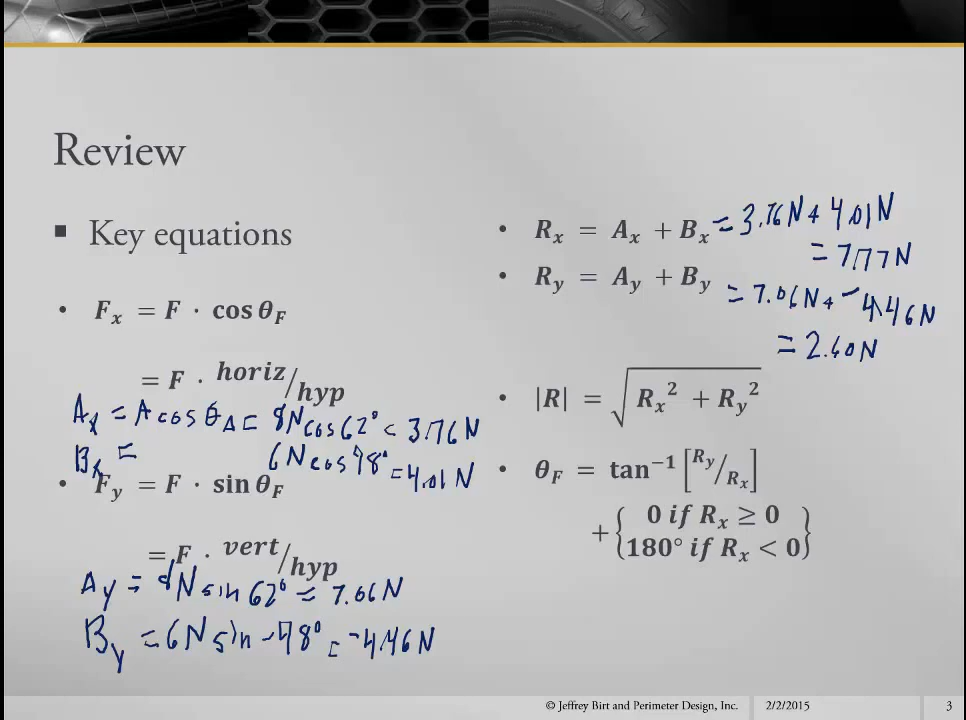 Review
■ Key equations
• F_x = F · cos θ_F
= F · horiz/hyp
A_x = A cos θ_A = 8N cos 62° = 3.76 N
B_x = 6N cos 48° = 4.01 N
• F_y = F · sin θ_F
= F · vert/hyp
A_y = 8N sin 62° = 7.06 N
B_y = 6N sin -48° = -4.46 N
• R_x = A_x + B_x = 3.76N + 4.01N
= 7.77 N
• R_y = A_y + B_y = 7.06N + -4.46N
= 2.60N
• |R| = √(R_x² + R_y²)
• θ_F = tan⁻¹ [R_y/R_x]
+ {0 if R_x ≥ 0
180° if R_x < 0}
© Jeffrey Birt and Perimeter Design, Inc. 2/2/2015 3